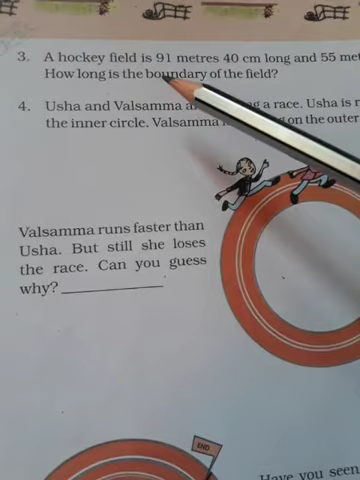 3. A hockey field is 91 metres 40 cm long and 55
How long is the boundary of the field?
4. Usha and Valsamma a race. Usha is
the inner circle. Valsamma on the outer
Valsamma runs faster than
Usha. But still she loses
the race. Can you guess
why?
END
Have you seen